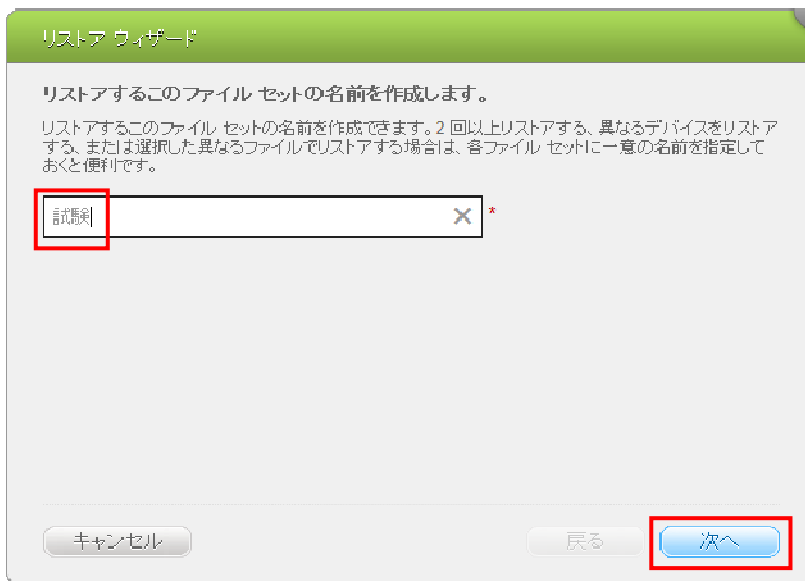 リストア ウィザード
リストアするこのファイル セットの名前を作成します。
リストアするこのファイル セットの名前を作成できます。2 回以上リストアする、異なるデバイスをリストア
する、または選択した異なるファイルでリストアする場合は、各ファイル セットに一意の名前を指定して
おくと便利です。
試験 *
キャンセル 戻る 次へ